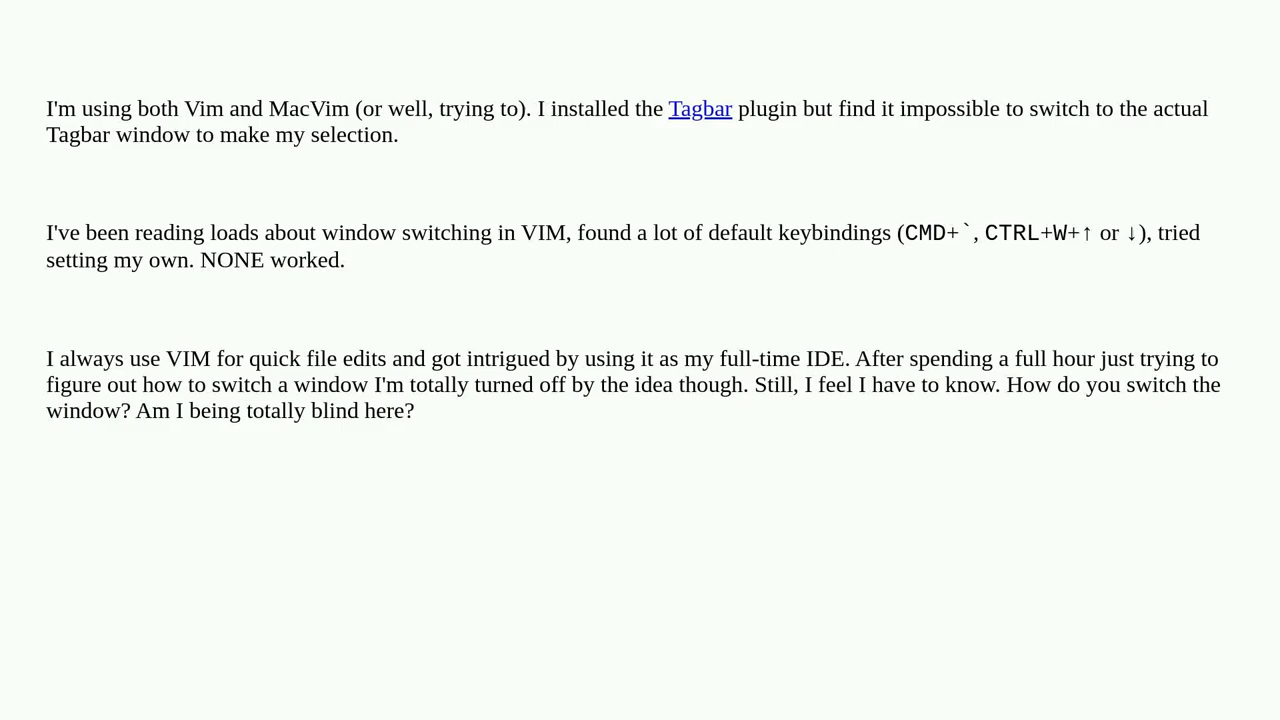 I'm using both Vim and MacVim (or well, trying to). I installed the Tagbar plugin but find it impossible to switch to the actual
Tagbar window to make my selection.
I've been reading loads about window switching in VIM, found a lot of default keybindings (CMD+`, CTRL+W+↑ or ↓), tried
setting my own. NONE worked.
I always use VIM for quick file edits and got intrigued by using it as my full-time IDE. After spending a full hour just trying to
figure out how to switch a window I'm totally turned off by the idea though. Still, I feel I have to know. How do you switch the
window? Am I being totally blind here?